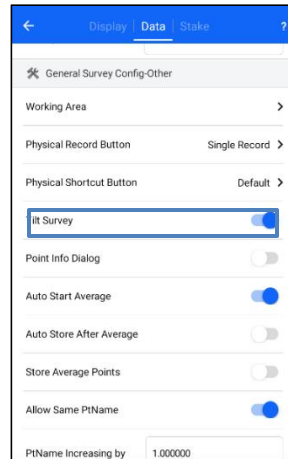 Display | Data | Stake ?
General Survey Config-Other
Working Area
Physical Record Button Single Record
Physical Shortcut Button Default
Tilt Survey
Point Info Dialog
Auto Start Average
Auto Store After Average
Store Average Points
Allow Same PtName
PtName Increasing by 1.000000